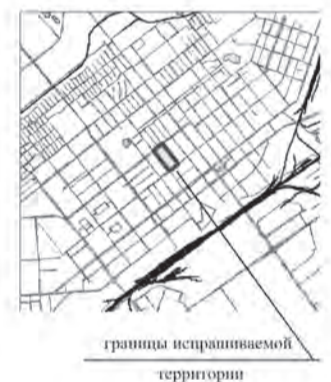 границы испрашиваемой
территории